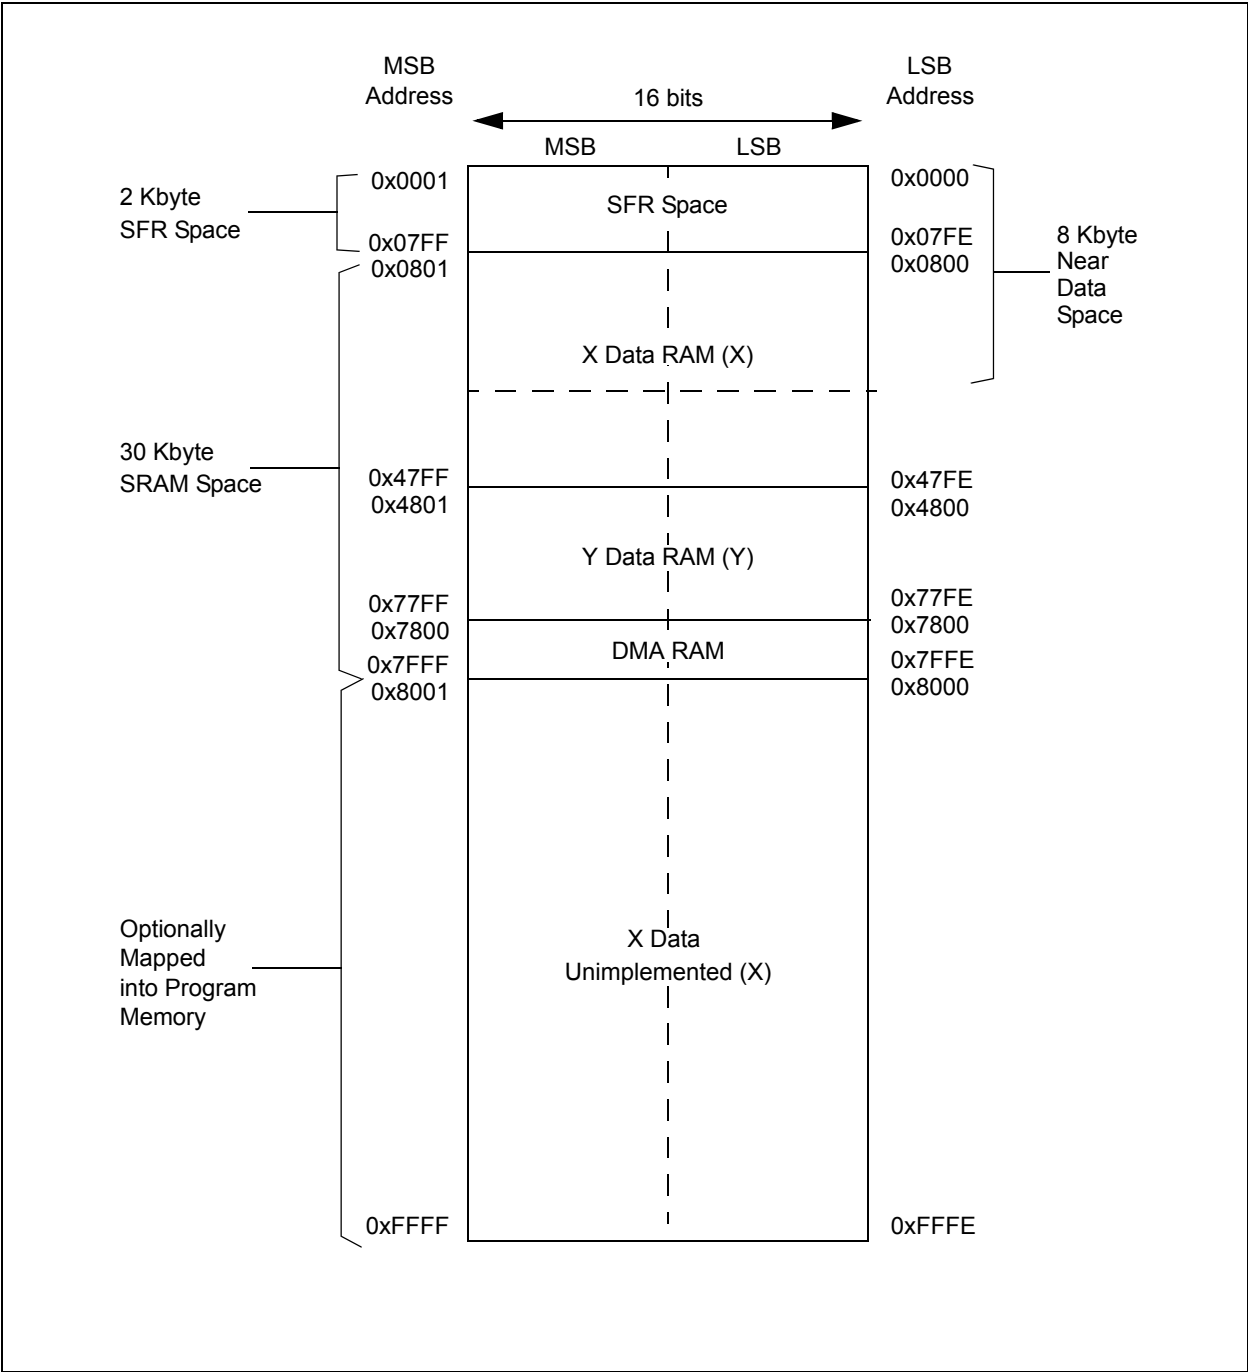 MSB
Address
LSB
Address
16 bits
MSB
LSB
2 Kbyte
SFR Space
0x0001
SFR Space
0x0000
0x07FF
0x0801
0x07FE
0x0800
8 Kbyte
Near
Data
Space
X Data RAM (X)
30 Kbyte
SRAM Space
0x47FF
0x4801
0x47FE
0x4800
Y Data RAM (Y)
0x77FF
0x7800
0x77FE
0x7800
DMA RAM
0x7FFF
0x8001
0x7FFE
0x8000
Optionally
Mapped
into Program
Memory
X Data
Unimplemented (X)
0xFFFF
0xFFFE